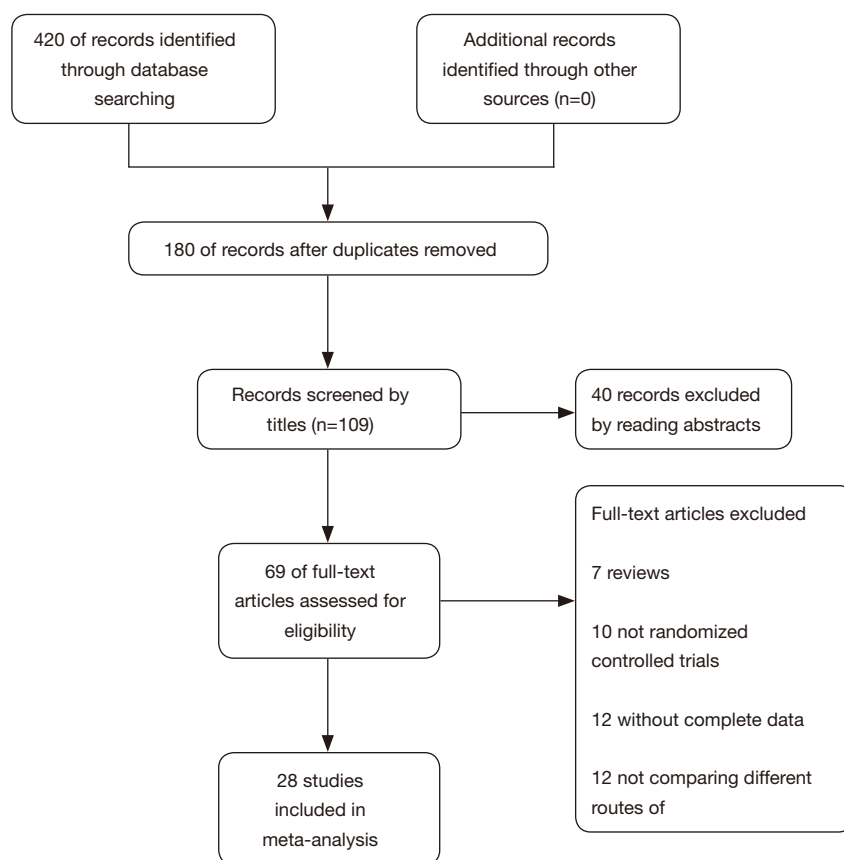 420 of records identified
through database
searching
Additional records
identified through other
sources (n=0)
180 of records after duplicates removed
Records screened by
titles (n=109)
40 records excluded
by reading abstracts
69 of full-text
articles assessed for
eligibility
Full-text articles excluded
7 reviews
10 not randomized
controlled trials
12 without complete data
12 not comparing different
routes of
28 studies
included in
meta-analysis